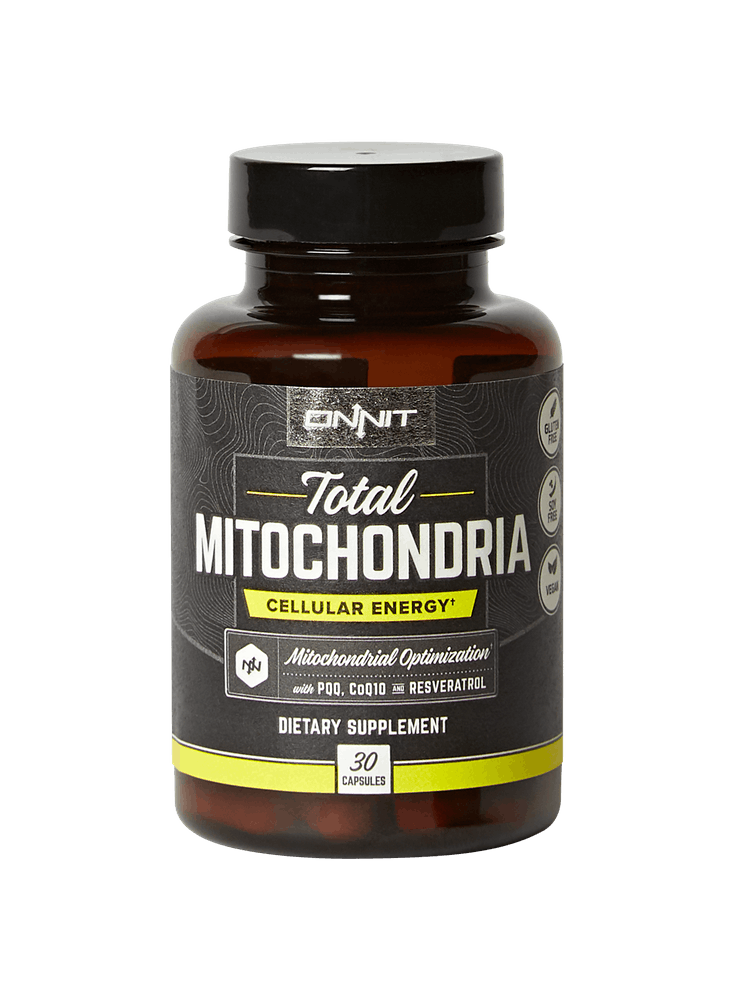 ONNIT
Total
MITOCHONDRIA
CELLULAR ENERGY†
Mitochondrial Optimization†
with PQQ, CoQ10 AND RESVERATROL
DIETARY SUPPLEMENT
30
CAPSULES
GLUTEN
FREE
SOY
FREE
VEGAN